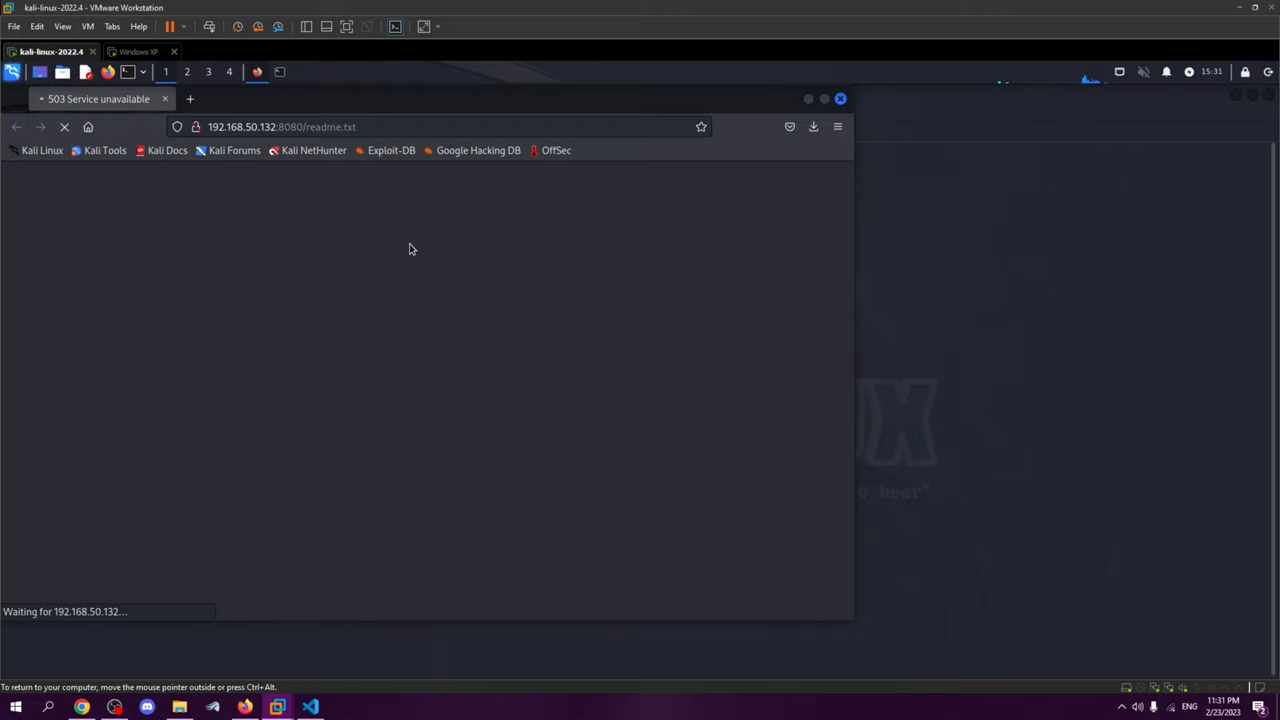 kali-linux-2022.4 - VMware Workstation
File Edit View VM Tabs Help
kali-linux-2022.4 Windows XP
1 2 3 4 15:31
503 Service unavailable
192.168.50.132:8080/readme.txt
Kali Linux Kali Tools Kali Docs Kali Forums Kali NetHunter Exploit-DB Google Hacking DB OffSec
UX
o hear"
Waiting for 192.168.50.132...
To return to your computer, move the mouse pointer outside or press Ctrl+Alt.
ENG 11:31 PM
2/23/2023 2